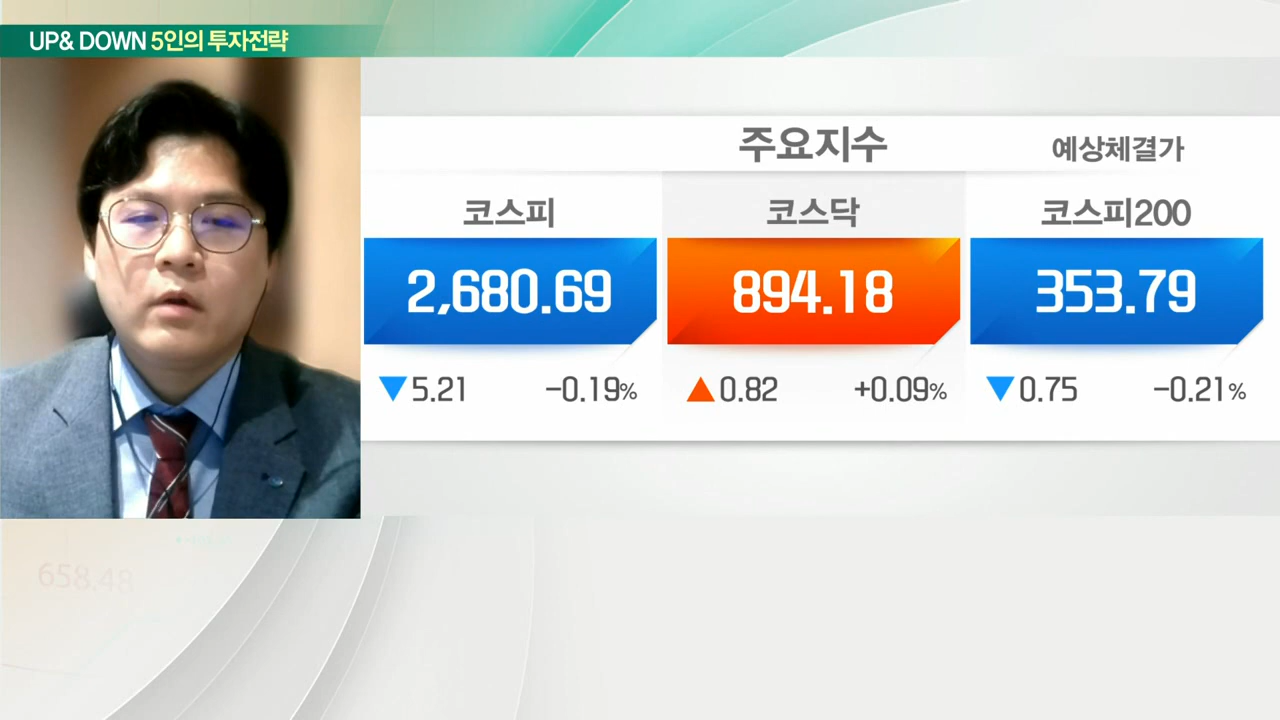 UP& DOWN 5인의 투자전략
주요지수
예상체결가
코스피
코스닥
코스피200
2,680.69
894.18
353.79
▼5.21 -0.19%
▲0.82 +0.09%
▼0.75 -0.21%
658.48